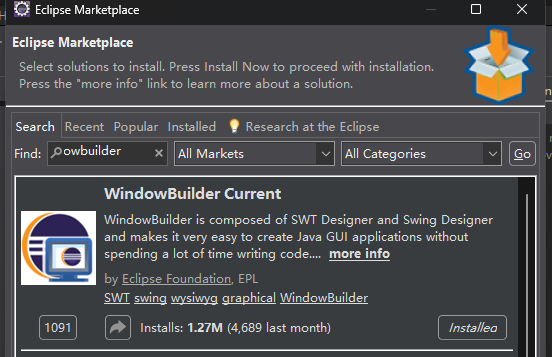 Eclipse Marketplace
Eclipse Marketplace
Select solutions to install. Press Install Now to proceed with installation.
Press the "more info" link to learn more about a solution.
Search Recent Popular Installed Research at the Eclipse
Find: owbuilder All Markets All Categories Go
WindowBuilder Current
WindowBuilder is composed of SWT Designer and Swing Designer
and makes it very easy to create Java GUI applications without
spending a lot of time writing code.... more info
by Eclipse Foundation, EPL
SWT swing wysiwyg graphical WindowBuilder
1091 Installs: 1.27M (4,689 last month) Installed